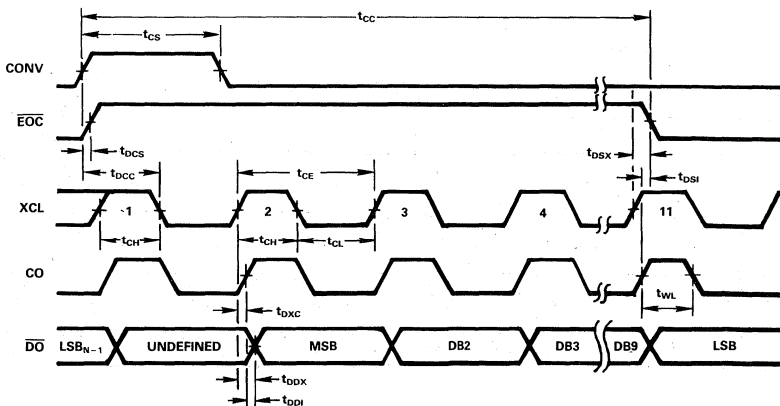 tCC
tCS
CONV
EOC
tDCS
tDCC
tCE
tDSX
tDSI
XCL
1
2
3
4
11
tCH
tCH
tCL
CO
tWL
tDXC
DO
LSBN-1
UNDEFINED
MSB
DB2
DB3
DB9
LSB
tDDX
tDDI